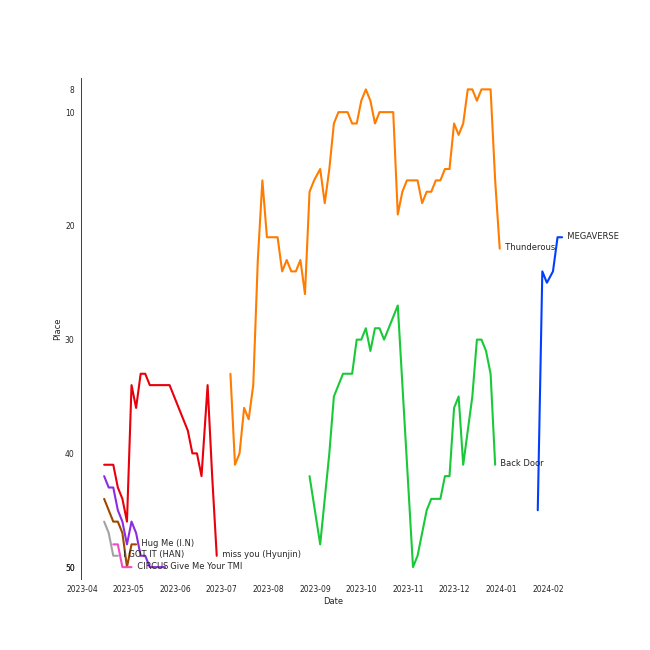 8
10
20
30
40
50
Place
Thunderous
MEGAVERSE
Back Door
Hug Me (I.N)
GOT IT (HAN)
miss you (Hyunjin)
CIRCUS
Give Me Your TMI
2023-04 2023-05 2023-06 2023-07 2023-08 2023-09 2023-10 2023-11 2023-12 2024-01 2024-02
Date